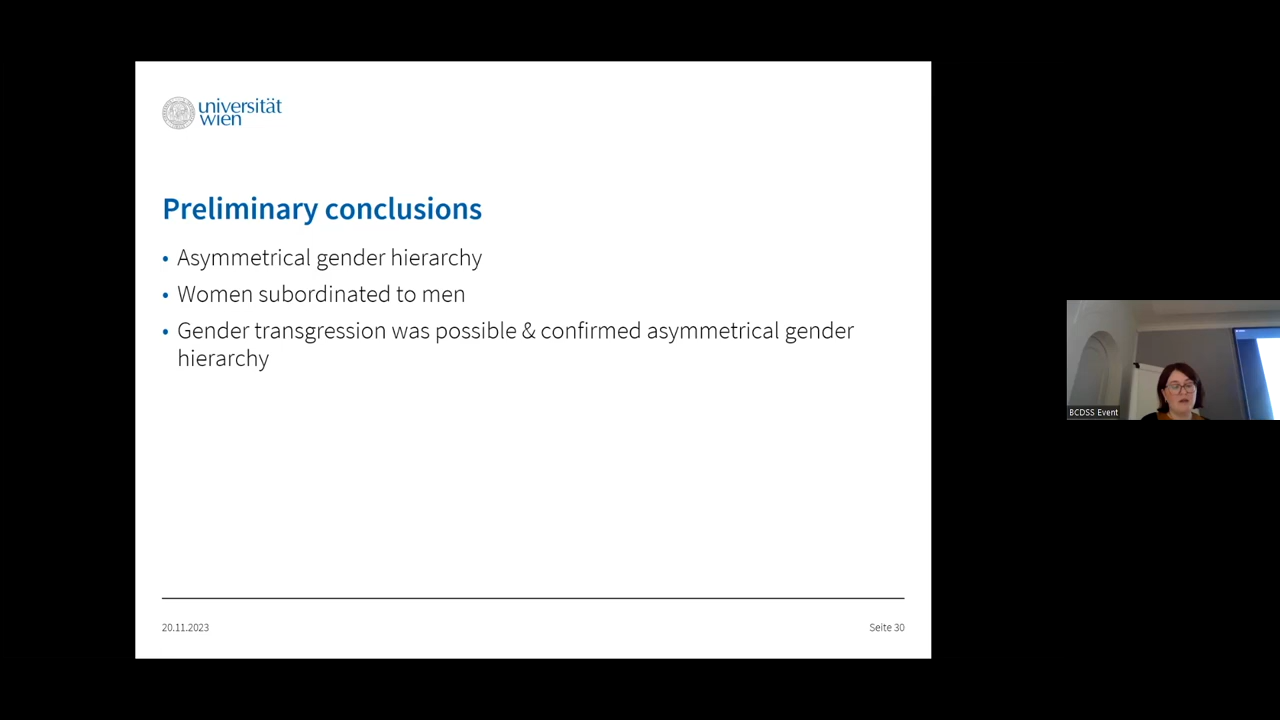 universität
wien
Preliminary conclusions
• Asymmetrical gender hierarchy
• Women subordinated to men
• Gender transgression was possible & confirmed asymmetrical gender
hierarchy
BCDSS Event
20.11.2023
Seite 30